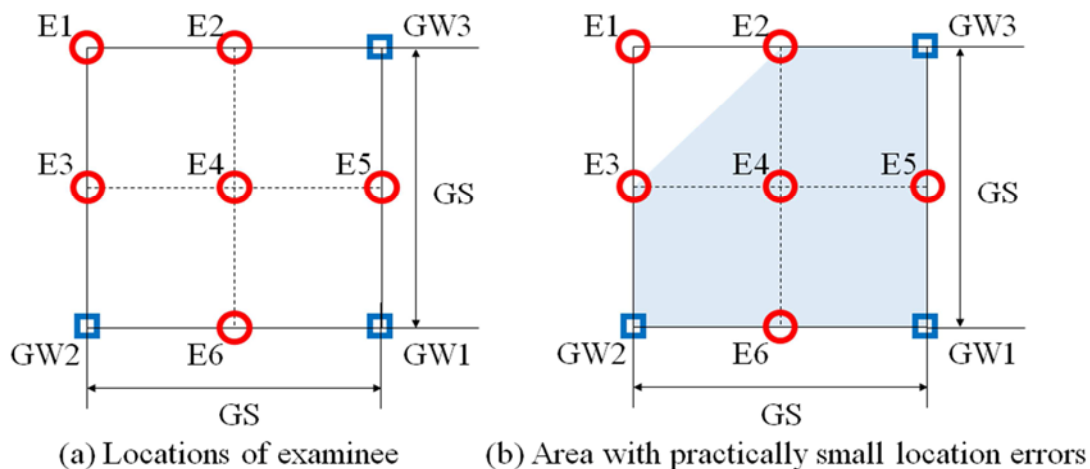 E1 E2 GW3
E3 E4 E5
GS
GW2 E6 GW1
GS
(a) Locations of examinee
E1 E2 GW3
E3 E4 E5
GS
GW2 E6 GW1
GS
(b) Area with practically small location errors